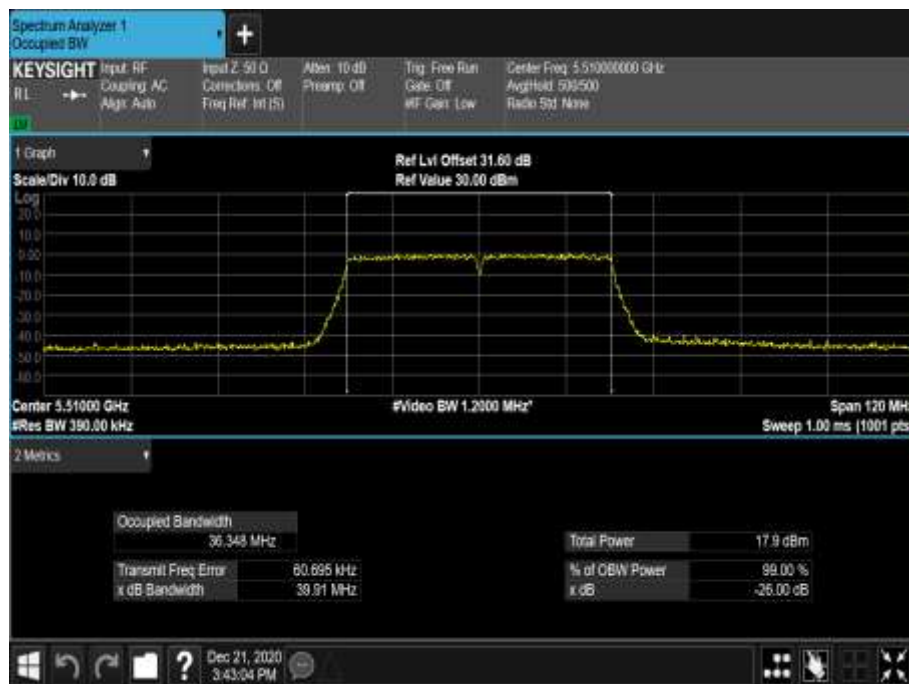 Spectrum Analyzer 1
Occupied BW
+
KEYSIGHT Input: RF Input Z: 50 Ω Atten: 10 dB Trig: Free Run Center Freq: 5.510000000 GHz
RL Coupling: AC Corrections: Off Preamp: Off Gate: Off Avg|Hold: 500/500
Align: Auto Freq Ref: Int (S) #IF Gain: Low Radio Std: None
1 Graph
Ref Lvl Offset 31.60 dB
Scale/Div 10.0 dB Ref Value 30.00 dBm
Log
20.0
10.0
0.00
-10.0
-20.0
-30.0
-40.0
-50.0
-60.0
Center 5.51000 GHz #Video BW 1.2000 MHz* Span 120 MH
#Res BW 390.00 kHz Sweep 1.00 ms (1001 pts
2 Metrics
Occupied Bandwidth
36.348 MHz Total Power 17.9 dBm
Transmit Freq Error 60.695 kHz % of OBW Power 99.00 %
x dB Bandwidth 39.91 MHz x dB -26.00 dB
? Dec 21, 2020
3:43:04 PM